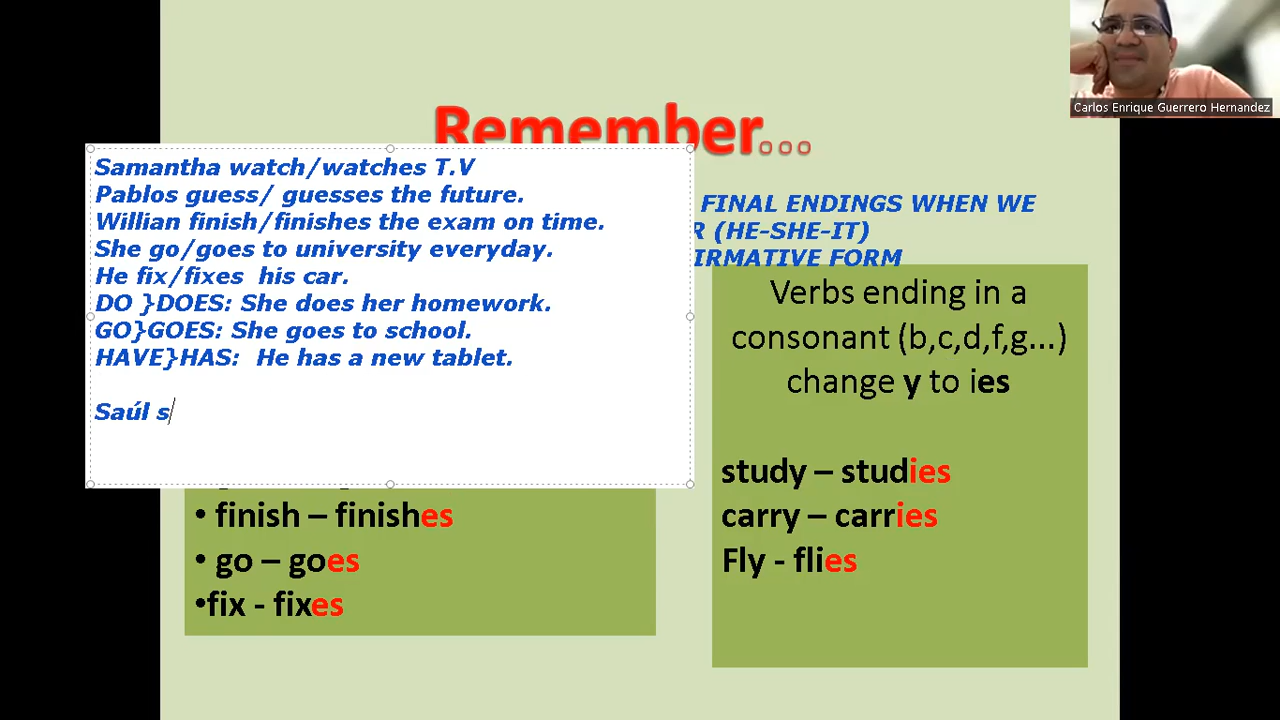 Carlos Enrique Guerrero Hernandez
Remember...
Samantha watch/watches T.V
Pablos guess/ guesses the future.
Willian finish/finishes the exam on time.
She go/goes to university everyday.
He fix/fixes  his car.
DO }DOES: She does her homework.
GO}GOES: She goes to school.
HAVE}HAS:  He has a new tablet.
Saúl s
FINAL ENDINGS WHEN WE
R (HE-SHE-IT)
IRMATIVE FORM
• finish – finishes
• go – goes
•fix - fixes
Verbs ending in a
consonant (b,c,d,f,g...)
change y to ies
study – studies
carry – carries
Fly - flies